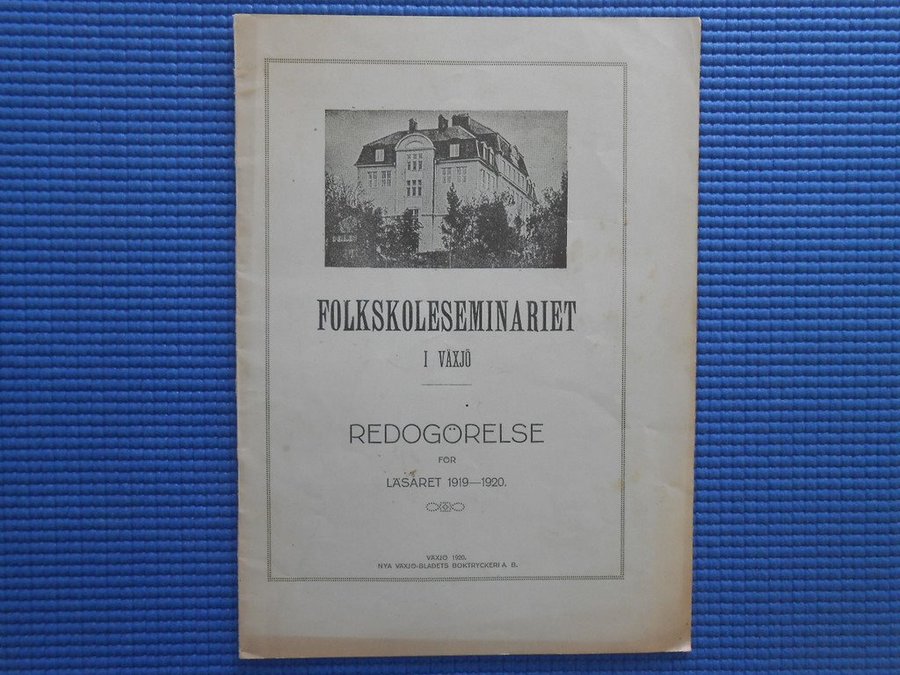 FOLKSKOLESEMINARIET
I VÄXJÖ
REDOGÖRELSE
FÖR
LÄSÅRET 1919—1920.
VÄXJÖ 1920.
NYA VÄXJÖ-BLADETS BOKTRYCKERI A. B.